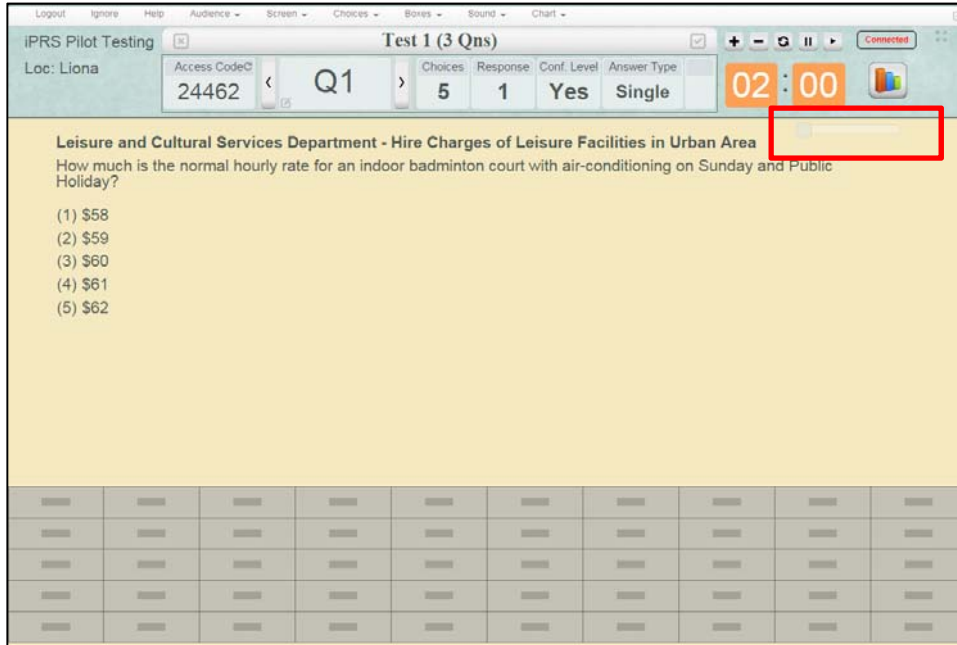 Logout Ignore Help Audience Screen Choices Boxes Sound Chart
iPRS Pilot Testing
Test 1 (3 Qns)
Connected
Loc: Liona
Access Code
24462
Q1
Choices
5
Response
1
Conf. Level
Yes
Answer Type
Single
02 : 00
Leisure and Cultural Services Department - Hire Charges of Leisure Facilities in Urban Area
How much is the normal hourly rate for an indoor badminton court with air-conditioning on Sunday and Public
Holiday?
(1) $58
(2) $59
(3) $60
(4) $61
(5) $62